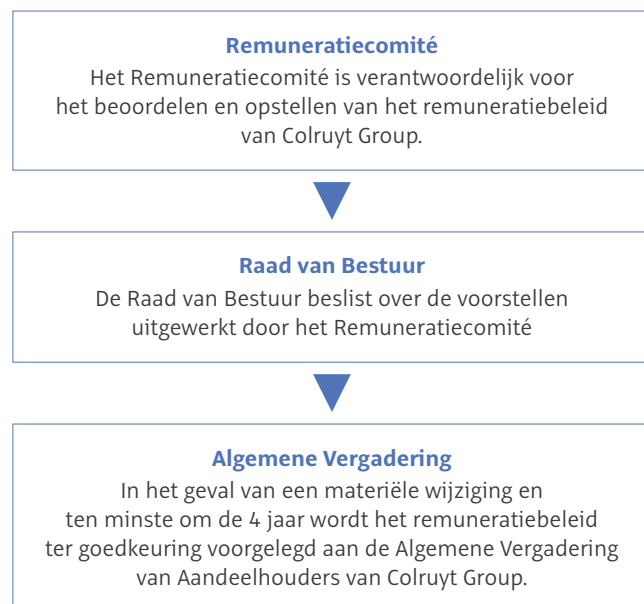 Remuneratiecomité
Het Remuneratiecomité is verantwoordelijk voor
het beoordelen en opstellen van het remuneratiebeleid
van Colruyt Group.
Raad van Bestuur
De Raad van Bestuur beslist over de voorstellen
uitgewerkt door het Remuneratiecomité
Algemene Vergadering
In het geval van een materiële wijziging en
ten minste om de 4 jaar wordt het remuneratiebeleid
ter goedkeuring voorgelegd aan de Algemene Vergadering
van Aandeelhouders van Colruyt Group.